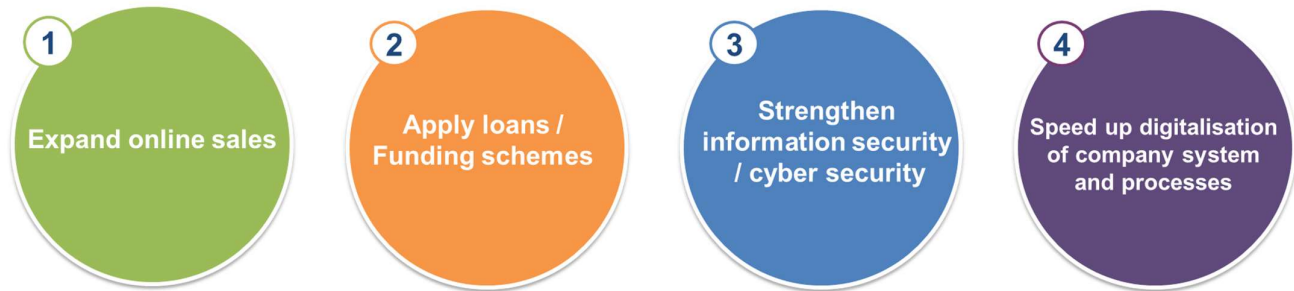 1
Expand online sales
2
Apply loans /
Funding schemes
3
Strengthen
information security
/ cyber security
4
Speed up digitalisation
of company system
and processes